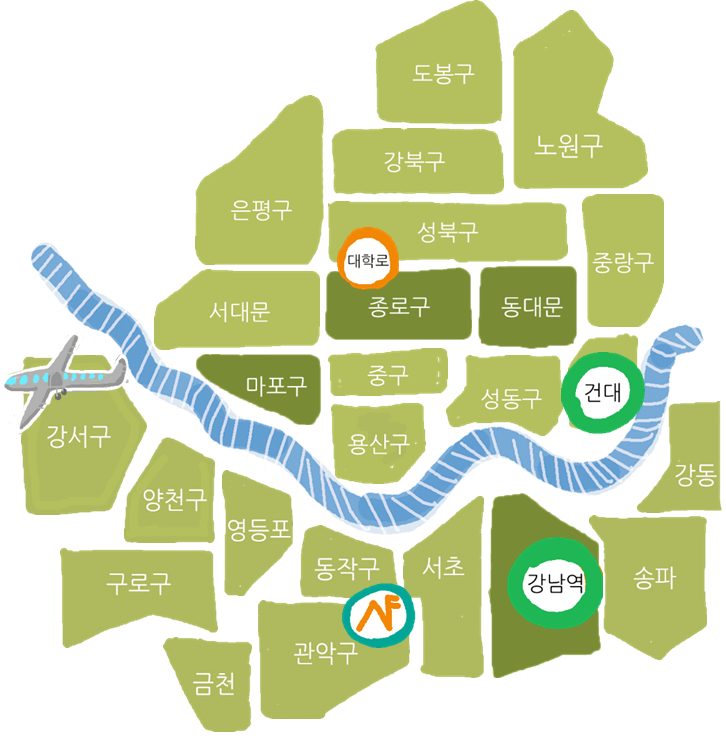 도봉구
노원구
강북구
은평구
성북구
대학로
중랑구
서대문
종로구
동대문
마포구
중구
성동구
건대
강서구
용산구
강동
양천구
영등포
구로구
동작구
서초
강남역
송파
관악구
금천